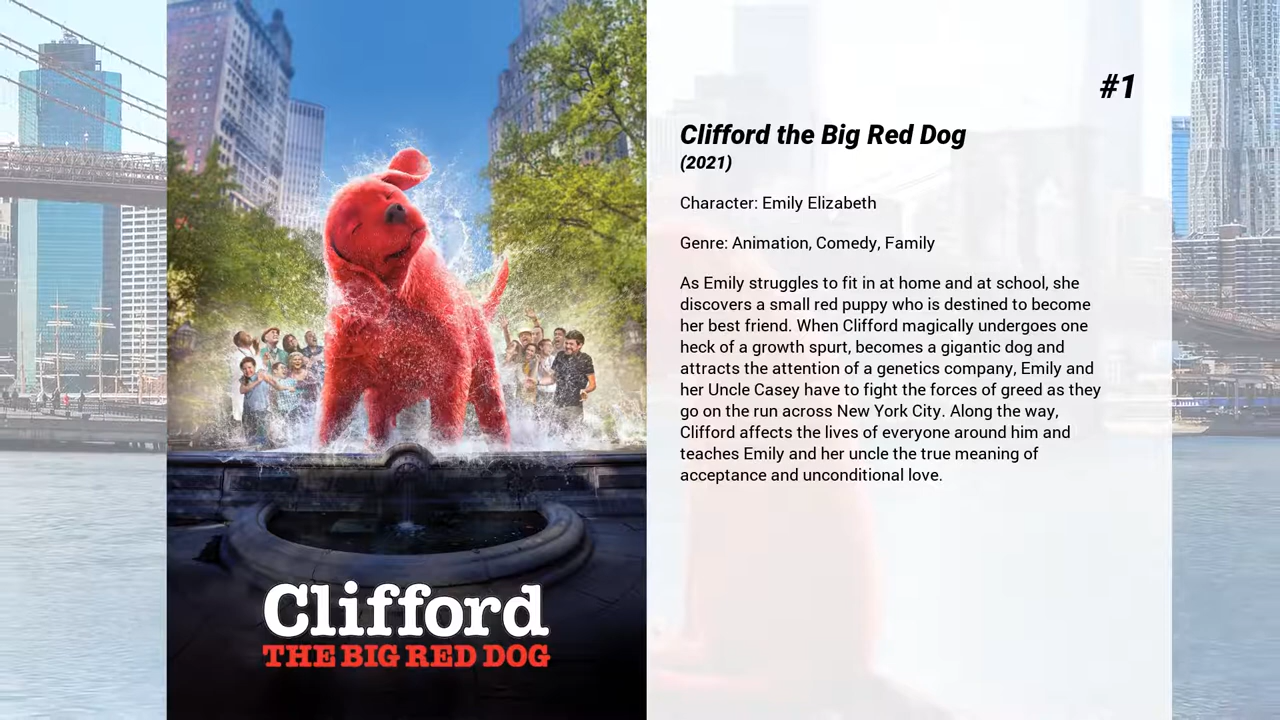 #1
Clifford the Big Red Dog
(2021)
Character: Emily Elizabeth
Genre: Animation, Comedy, Family
As Emily struggles to fit in at home and at school, she
discovers a small red puppy who is destined to become
her best friend. When Clifford magically undergoes one
heck of a growth spurt, becomes a gigantic dog and
attracts the attention of a genetics company, Emily and
her Uncle Casey have to fight the forces of greed as they
go on the run across New York City. Along the way,
Clifford affects the lives of everyone around him and
teaches Emily and her uncle the true meaning of
acceptance and unconditional love.
Clifford
THE BIG RED DOG